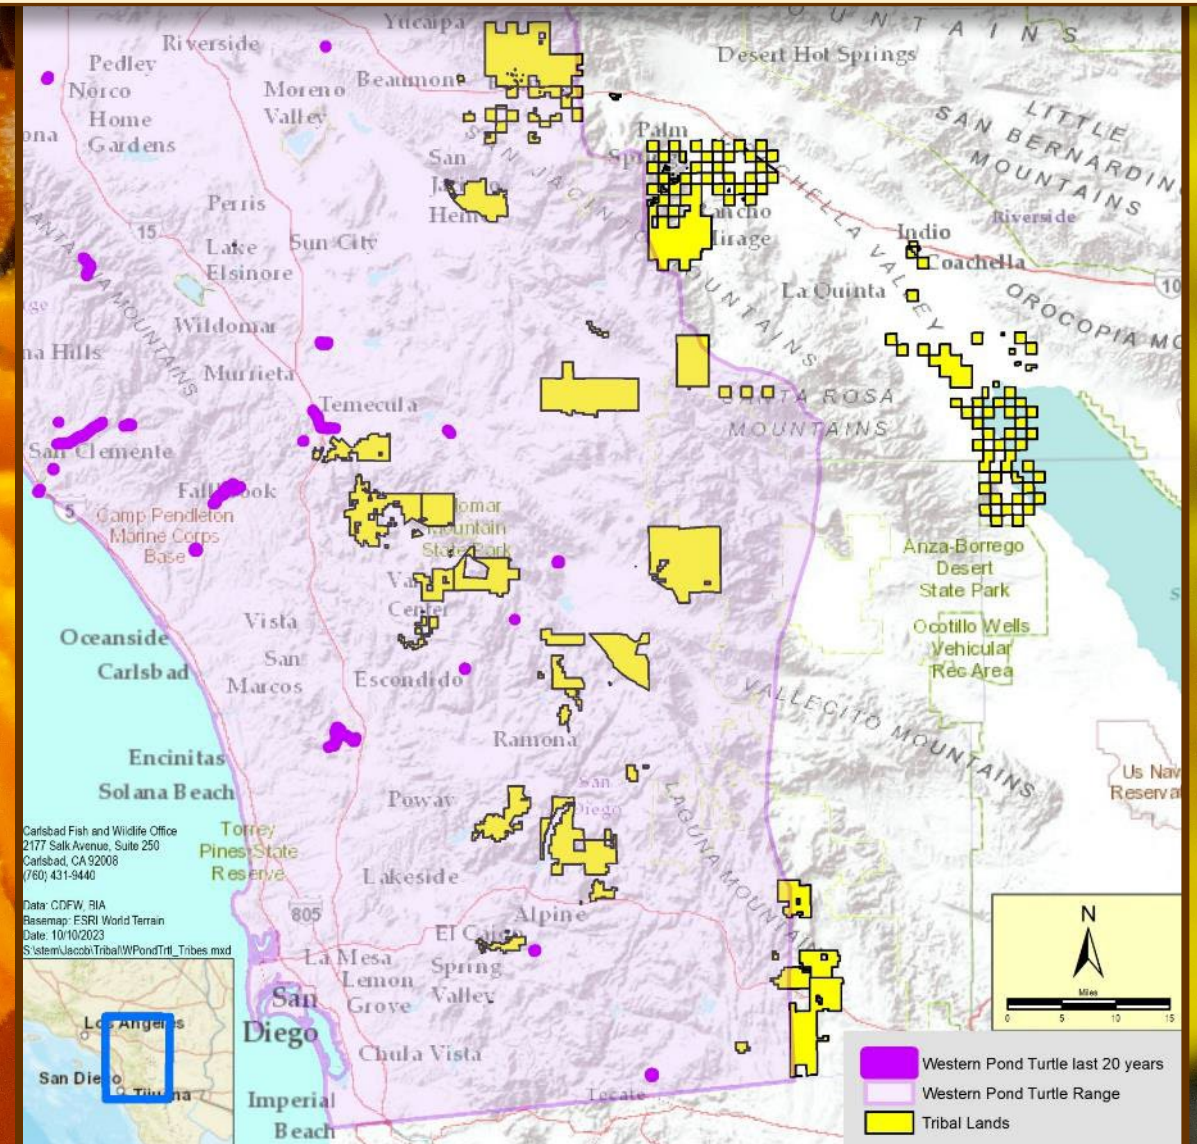 Yucaipa
Riverside
Pedley
Norco
Home
Gardens
Moreno
Valley
Beaumont
Desert Hot Springs
LITTLE
SAN BERNARDINO
MOUNTAINS
Palm
San
Perris
15
Lake
Elsinore
Sun City
Rancho
Mirage
Riverside
Indio
Coachella
COACHELLA VALLEY
10
La Quinta
OROCOPIA
Wildomar
Murrieta
Temecula
SANTA ROSA
MOUNTAINS
San Clemente
Fallbrook
5
Camp Pendleton
Marine Corps
Base
Mountain
State Park
Center
Anza-Borrego
Desert
State Park
Vista
Oceanside
Ocotillo Wells
Vehicular
Rec Area
San
Marcos
Carlsbad
Escondido
VALLECITO MOUNTAINS
Ramona
Encinitas
Solana Beach
San
Diego
Poway
LAGUNA MOUNTAINS
Carlsbad Fish and Wildlife Office
2177 Salk Avenue, Suite 250
Carlsbad, CA 92008
(760) 431-9440
Torrey
Pines State
Reserve
Lakeside
Data: CDFW, BIA
Basemap: ESRI World Terrain
Date: 10/10/2023
S:\stem\Jacob\Tribal\WPondTrtl_Tribes.mxd
805
Alpine
El Cajon
La Mesa
Lemon
Grove
Spring
Valley
San
Diego
Chula Vista
Tecate
Imperial
Beach
Los Angeles
San Diego
Tijuana
N
Miles
0 5 10 15
Western Pond Turtle last 20 years
Western Pond Turtle Range
Tribal Lands